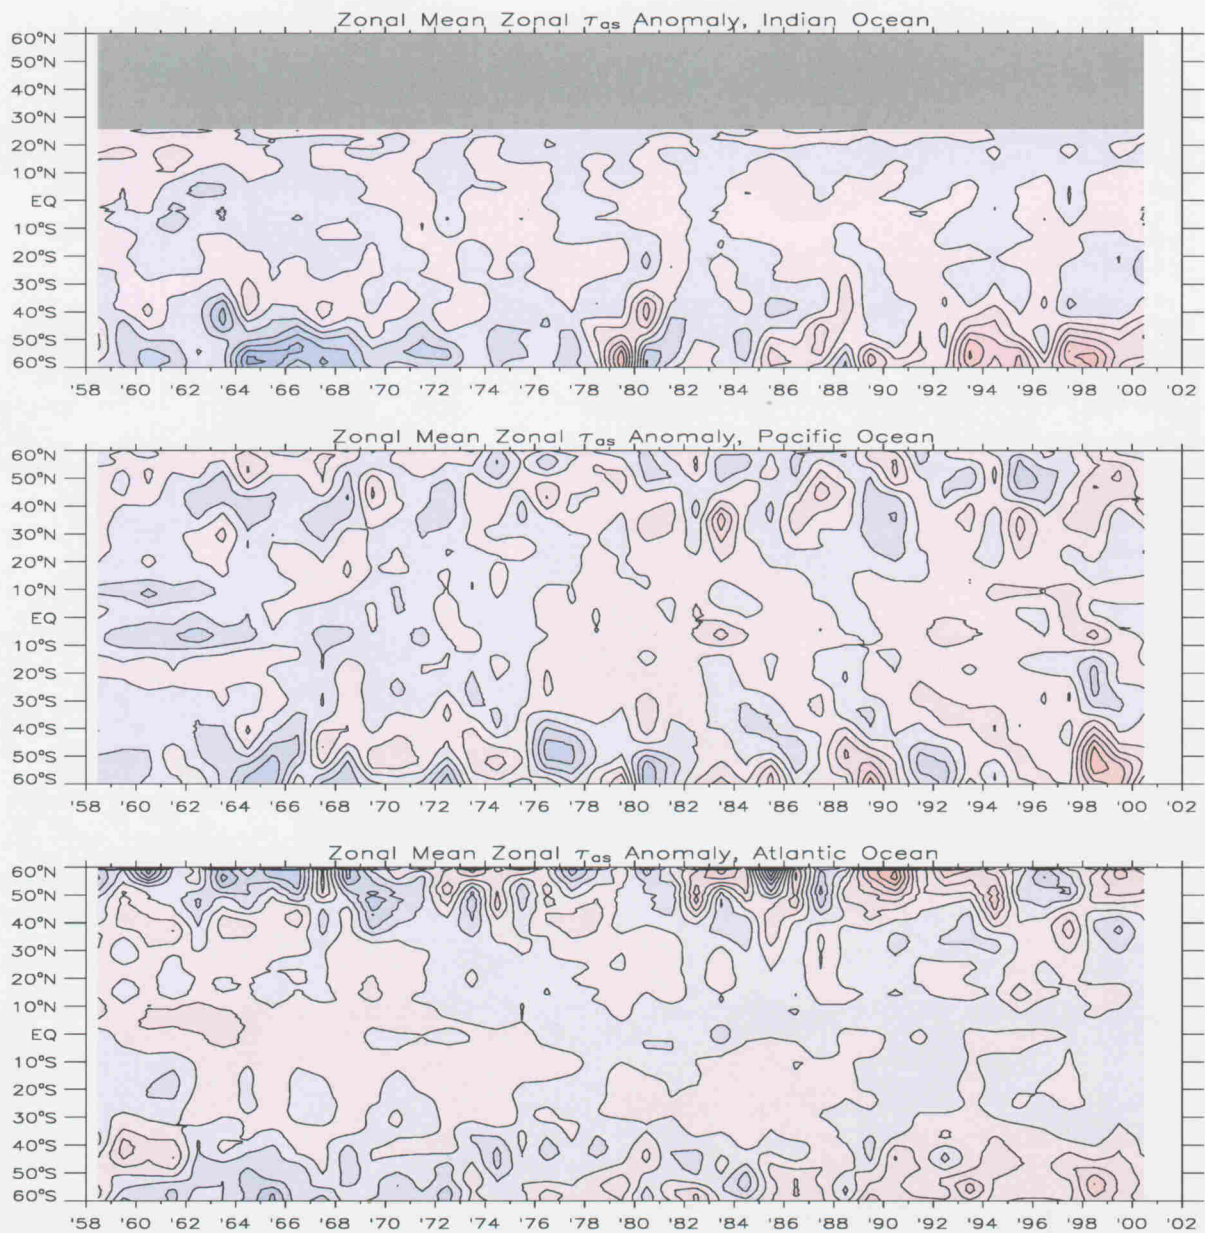 Zonal Mean Zonal τas Anomaly, Indian Ocean
60°N
50°N
40°N
30°N
20°N
10°N
EQ
10°S
20°S
30°S
40°S
50°S
60°S
'58 '60 '62 '64 '66 '68 '70 '72 '74 '76 '78 '80 '82 '84 '86 '88 '90 '92 '94 '96 '98 '00 '02
Zonal Mean Zonal τas Anomaly, Pacific Ocean
60°N
50°N
40°N
30°N
20°N
10°N
EQ
10°S
20°S
30°S
40°S
50°S
60°S
'58 '60 '62 '64 '66 '68 '70 '72 '74 '76 '78 '80 '82 '84 '86 '88 '90 '92 '94 '96 '98 '00 '02
Zonal Mean Zonal τas Anomaly, Atlantic Ocean
60°N
50°N
40°N
30°N
20°N
10°N
EQ
10°S
20°S
30°S
40°S
50°S
60°S
'58 '60 '62 '64 '66 '68 '70 '72 '74 '76 '78 '80 '82 '84 '86 '88 '90 '92 '94 '96 '98 '00 '02